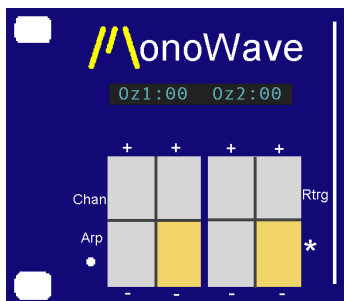 MonoWave
Oz1:00 Oz2:00
+ + + +
Chan Rtrg
Arp *
- - - -